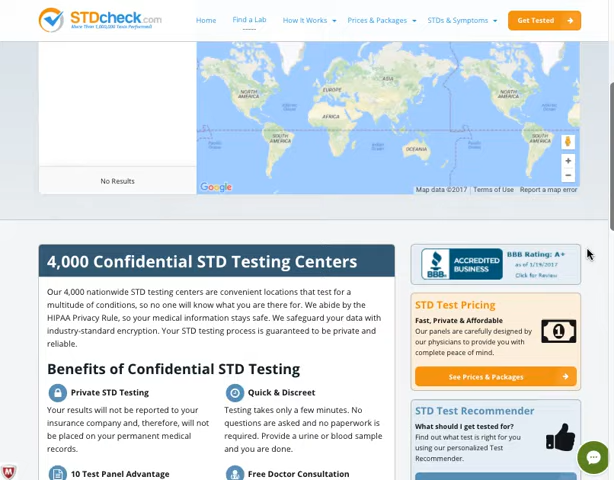 STDcheck.com
Home
Find a Lab
How It Works
Prices & Packages
STDs & Symptoms
Get Tested
NORTH AMERICA
EUROPE
ASIA
NORTH AMERICA
AFRICA
SOUTH AMERICA
OCEANIA
SOUTH AMERICA
No Results
Google
Map data ©2017
Terms of Use
Report a map error
4,000 Confidential STD Testing Centers
Our 4,000 nationwide STD testing centers are convenient locations that test for a
multitude of conditions, so no one will know what you are there for. We abide by the
HIPAA Privacy Rule, so your medical information stays safe. We safeguard your data with
industry-standard encryption. Your STD testing process is guaranteed to be private and
reliable.
Benefits of Confidential STD Testing
Private STD Testing
Your results will not be reported to your
insurance company and, therefore, will not
be placed on your permanent medical
records.
Quick & Discreet
Testing takes only a few minutes. No
questions are asked and no paperwork is
required. Provide a urine or blood sample
and you are done.
10 Test Panel Advantage
Free Doctor Consultation
BBB
ACCREDITED
BUSINESS
BBB Rating: A+
as of 1/19/2017
Click for Review
STD Test Pricing
Fast, Private & Affordable
Our panels are carefully designed by
our physicians to provide you with
complete peace of mind.
See Prices & Packages
STD Test Recommender
What should I get tested for?
Find out what test is right for you
using our personalized Test
Recommender.